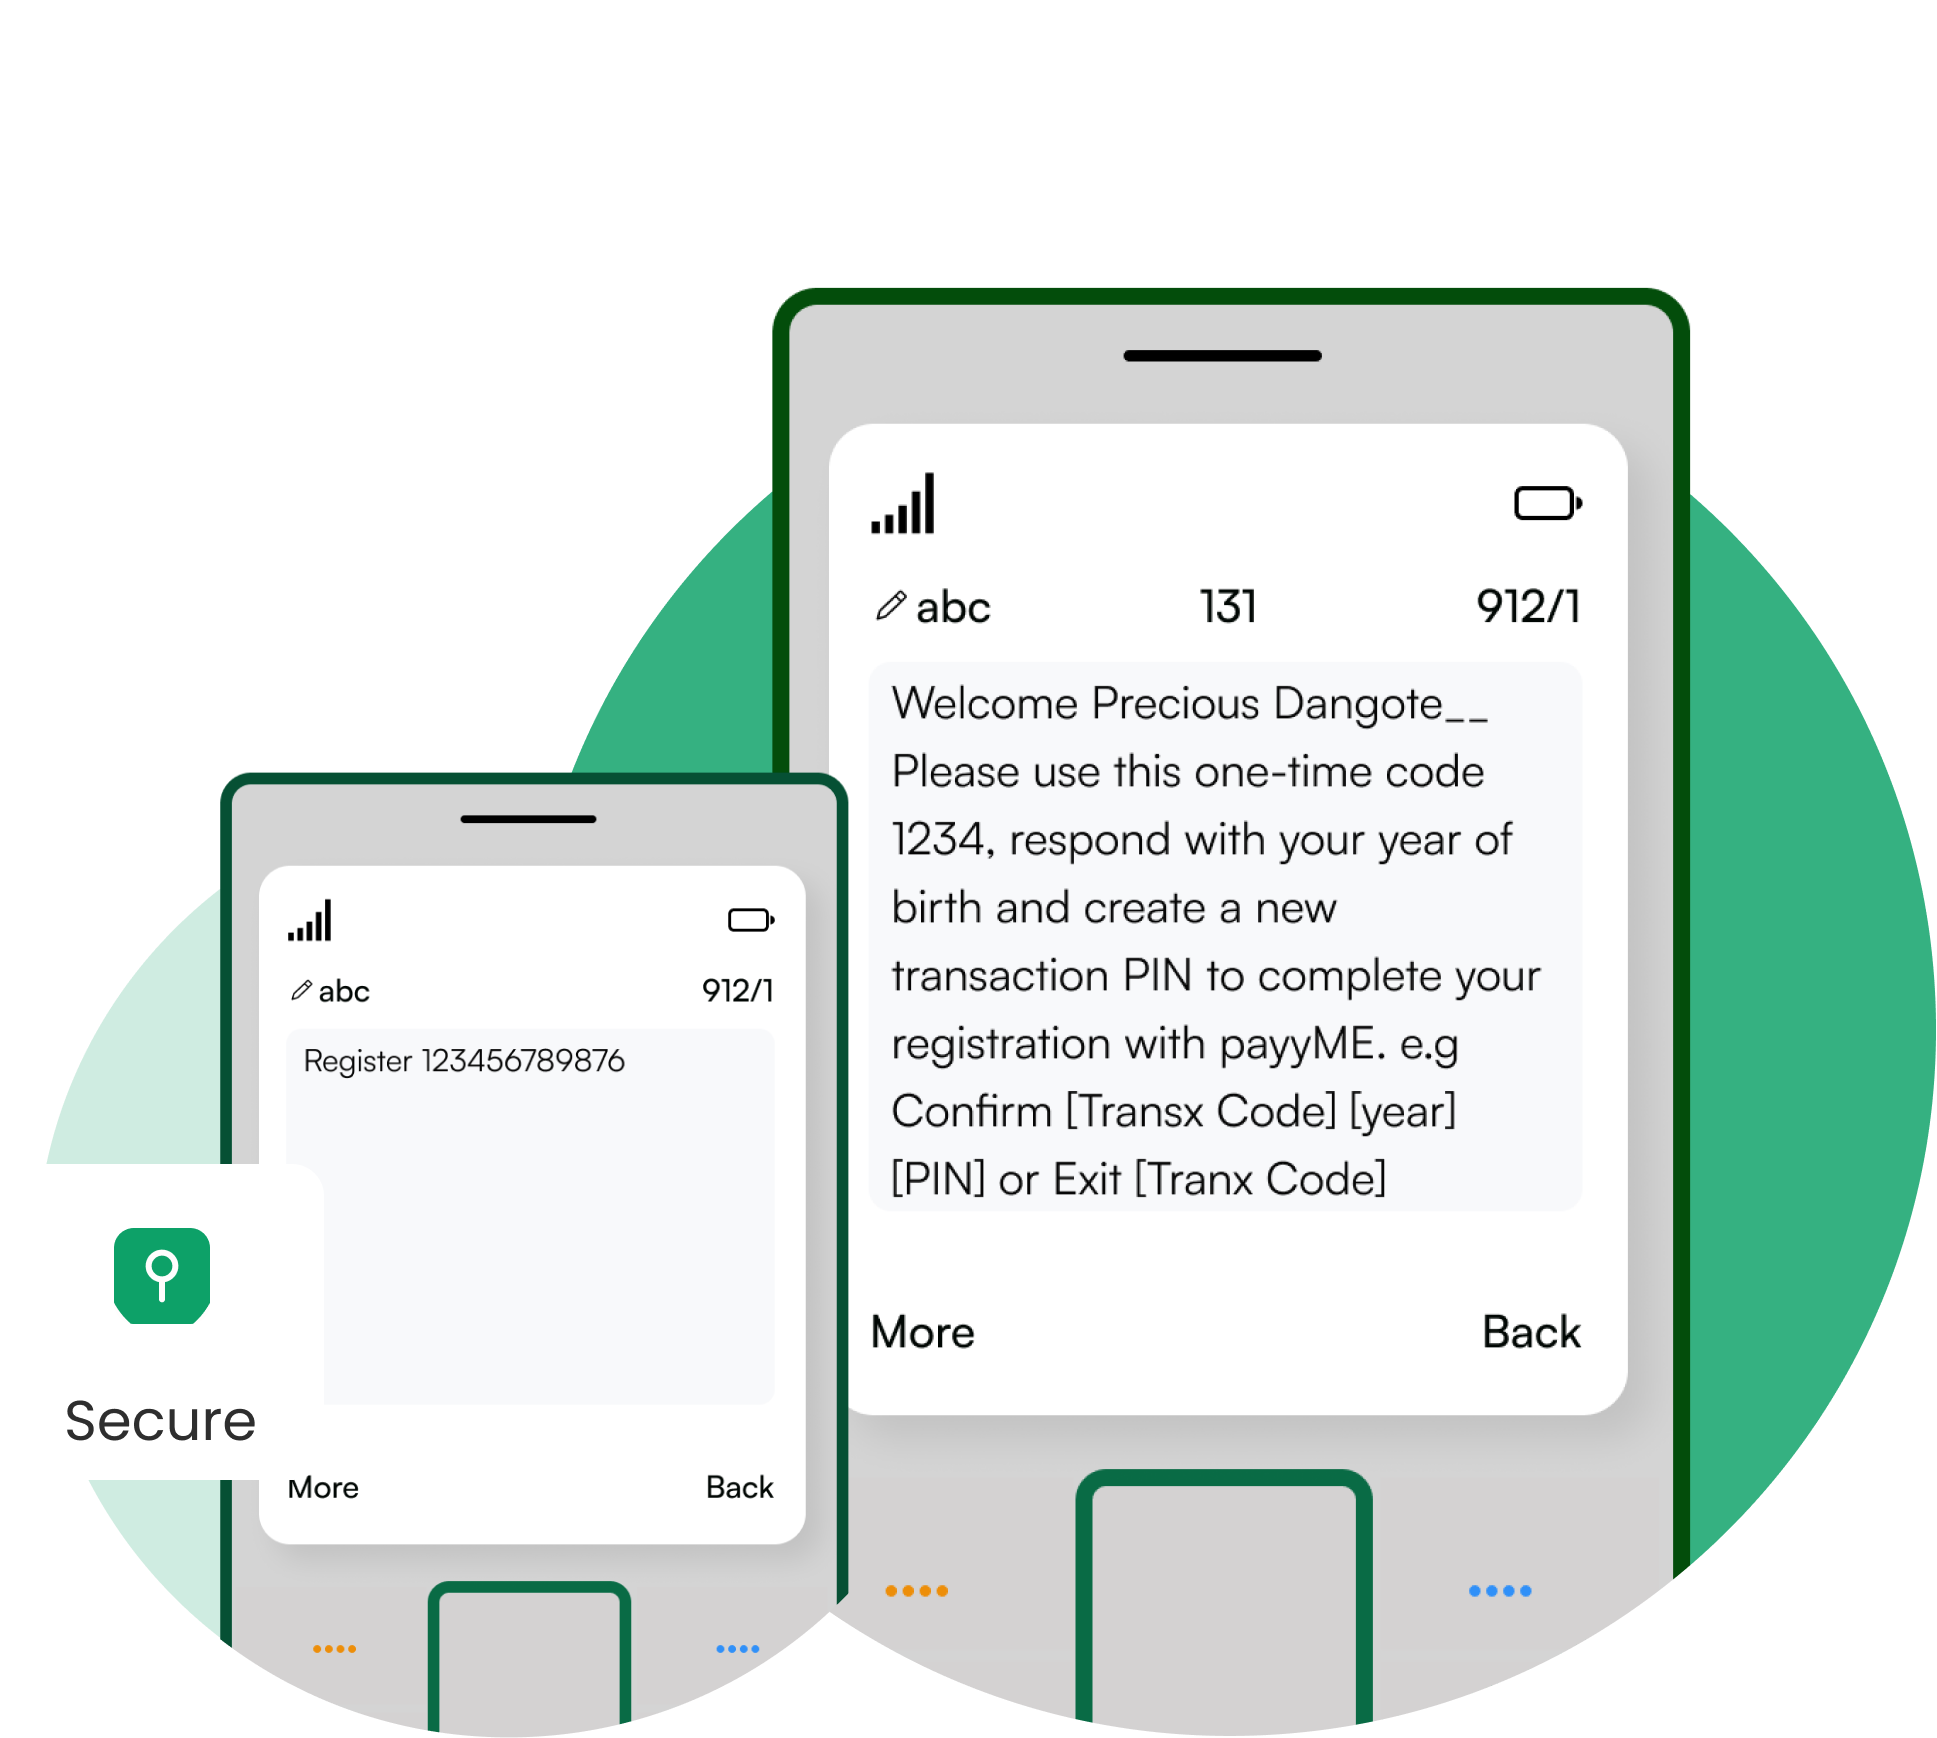 abc 131 912/1
Welcome Precious Dangote__
Please use this one-time code
1234, respond with your year of
birth and create a new
transaction PIN to complete your
registration with payyME. e.g
Confirm [Transx Code] [year]
[PIN] or Exit [Tranx Code]
More Back
abc 912/1
Register 123456789876
Secure
More Back